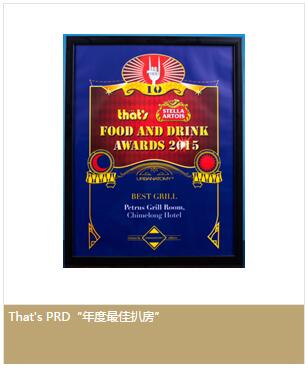 10
that's
STELLA
ARTOIS
FOOD AND DRINK
AWARDS 2015
URBANATOMY
BEST GRILL
Petrus Grill Room,
Chimelong Hotel
That's PRD “年度最佳扒房”